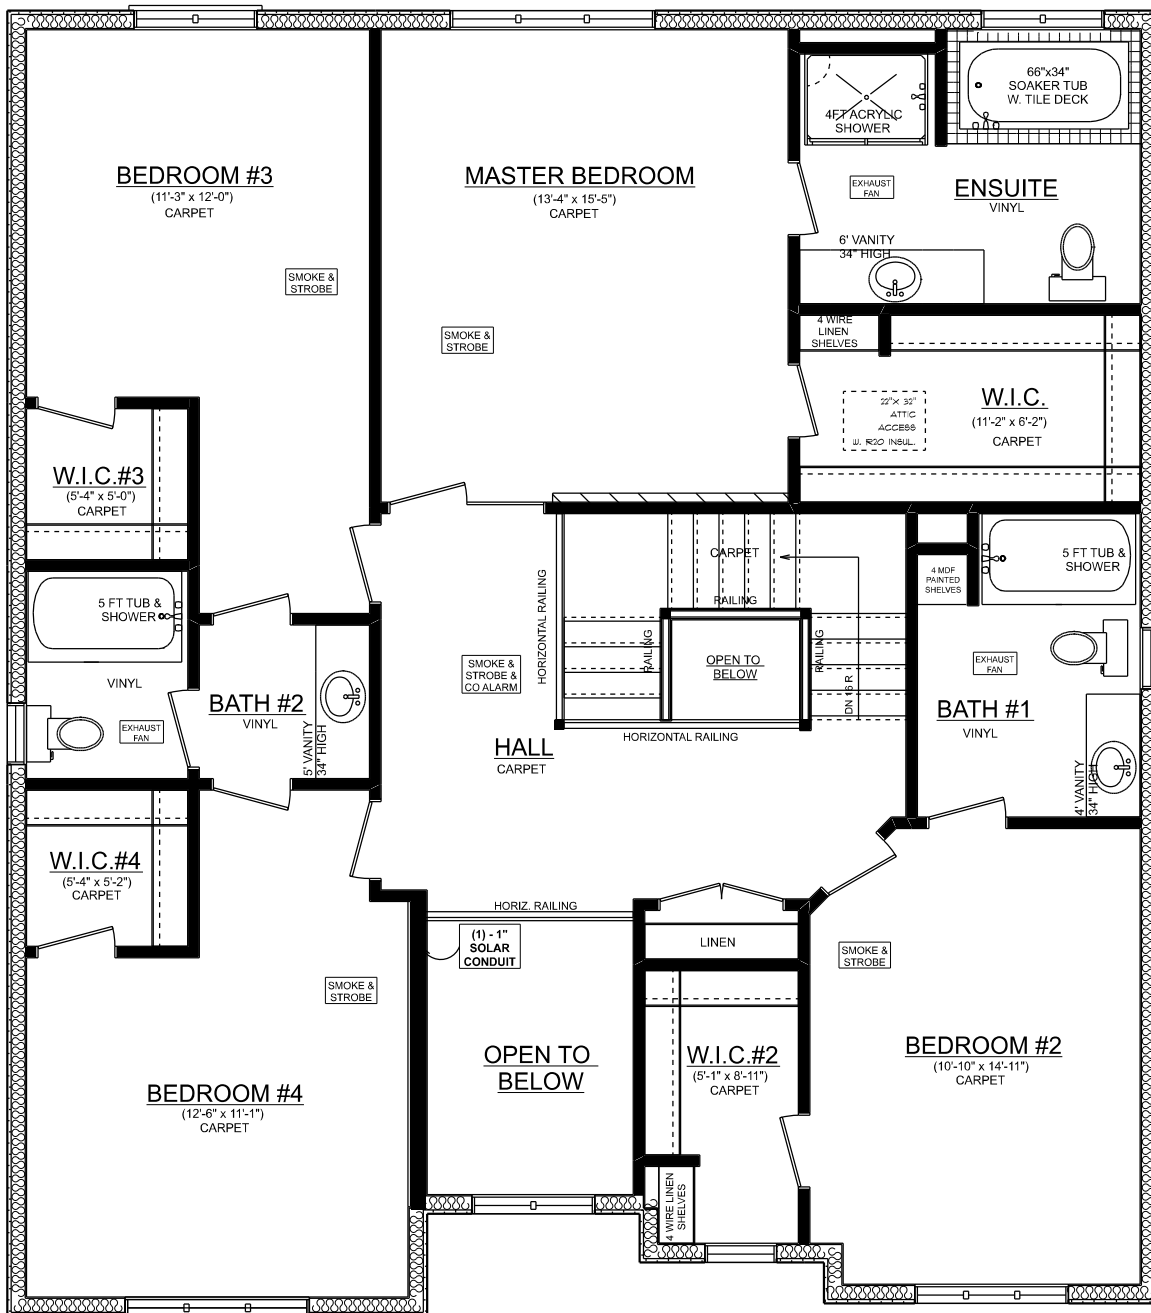 BEDROOM #3
(11'-3" x 12'-0")
CARPET
SMOKE &
STROBE
MASTER BEDROOM
(13'-4" x 15'-5")
CARPET
SMOKE &
STROBE
4FT ACRYLIC
SHOWER
66"x34"
SOAKER TUB
W. TILE DECK
EXHAUST
FAN
ENSUITE
VINYL
6' VANITY
34" HIGH
4 WIRE
LINEN
SHELVES
22"x 32"
ATTIC
ACCESS
W. R20 INSUL.
W.I.C.
(11'-2" x 6'-2")
CARPET
W.I.C.#3
(5'-4" x 5'-0")
CARPET
5 FT TUB &
SHOWER
VINYL
EXHAUST
FAN
BATH #2
VINYL
5' VANITY
34" HIGH
SMOKE &
STROBE &
CO ALARM
HORIZONTAL RAILING
CARPET
RAILING
RAILING
OPEN TO
BELOW
RAILING
DN 16 R
HORIZONTAL RAILING
HALL
CARPET
4 MDF
PAINTED
SHELVES
5 FT TUB &
SHOWER
EXHAUST
FAN
BATH #1
VINYL
4' VANITY
34" HIGH
W.I.C.#4
(5'-4" x 5'-2")
CARPET
HORIZ. RAILING
(1) - 1"
SOLAR
CONDUIT
LINEN
SMOKE &
STROBE
SMOKE &
STROBE
BEDROOM #4
(12'-6" x 11'-1")
CARPET
OPEN TO
BELOW
W.I.C.#2
(5'-1" x 8'-11")
CARPET
4 WIRE LINEN
SHELVES
BEDROOM #2
(10'-10" x 14'-11")
CARPET